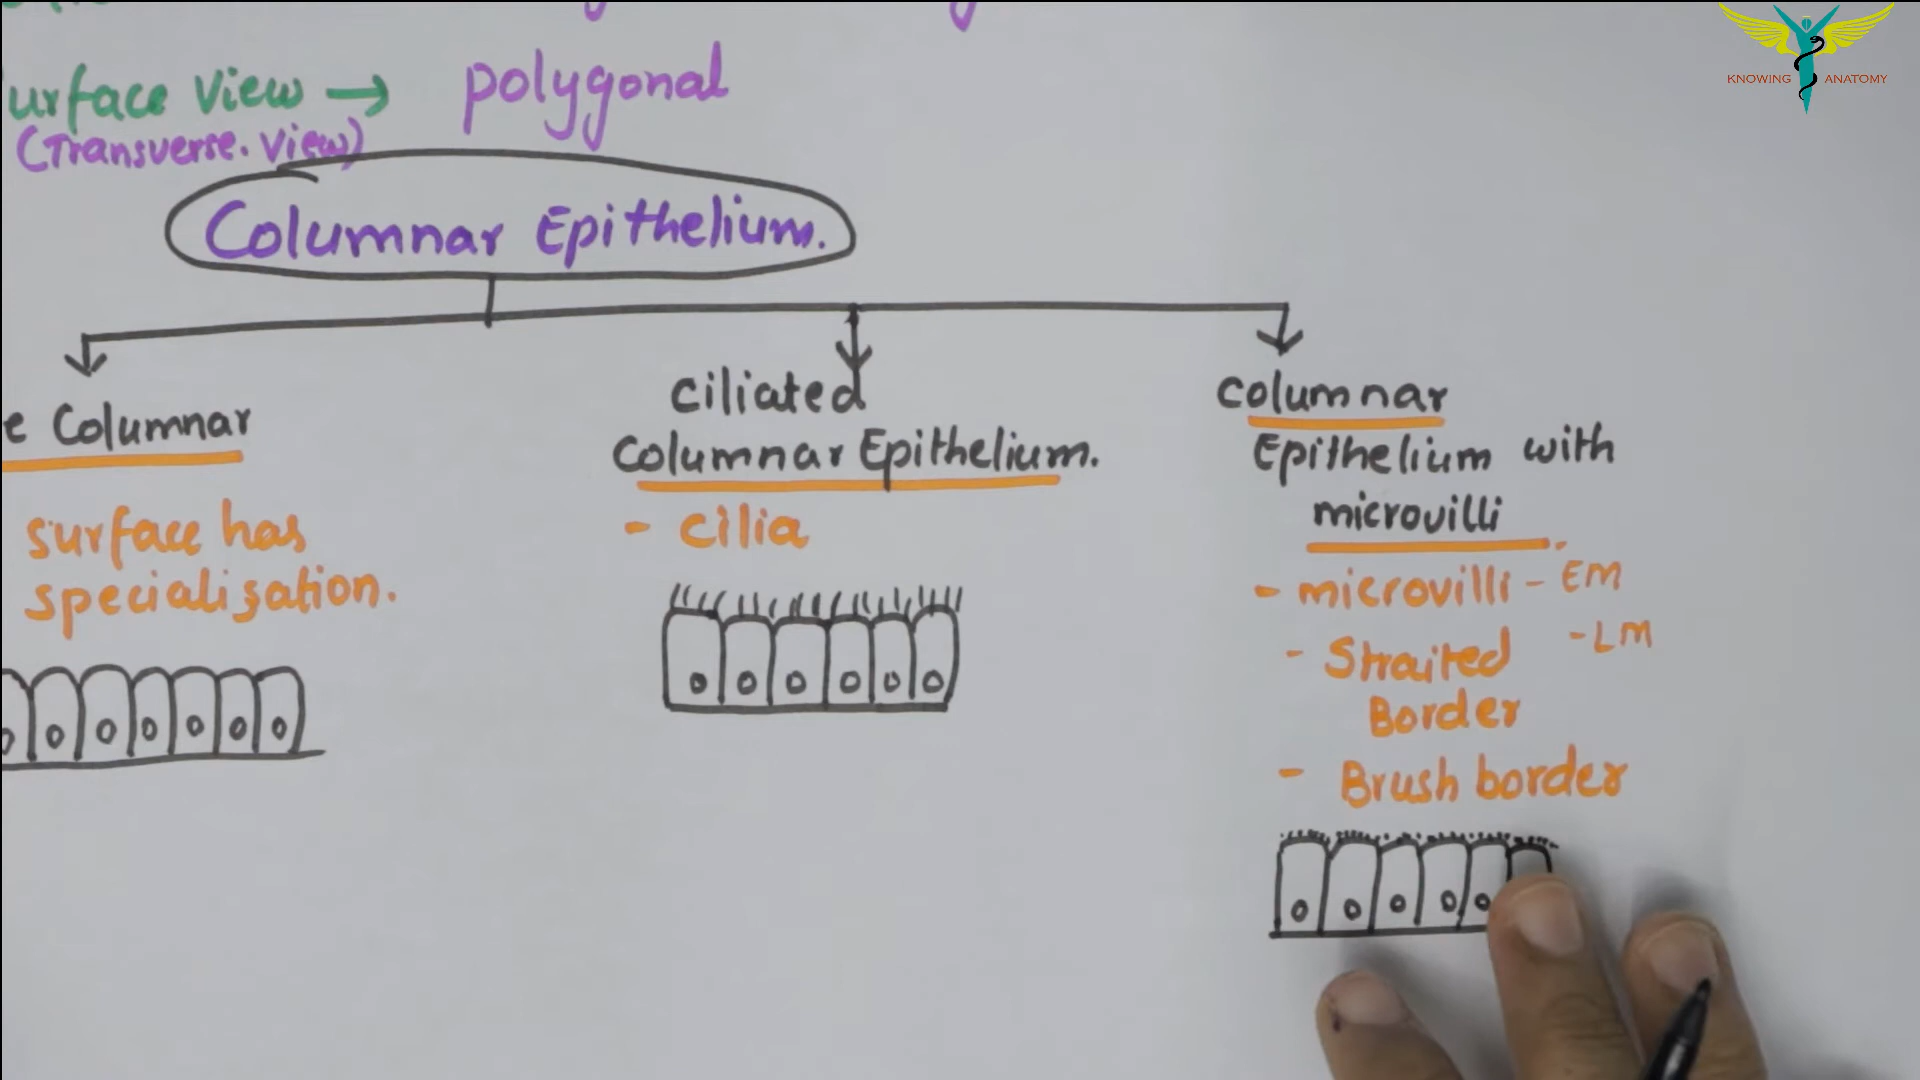 urface View → polygonal
(Transverse. View)
Columnar Epithelium.
e Columnar
surface has
specialization.
Ciliated
Columnar Epithelium.
- Cilia
Columnar
Epithelium with
microvilli
- microvilli - EM
- Straited - LM
Border
- Brush border
KNOWING ANATOMY